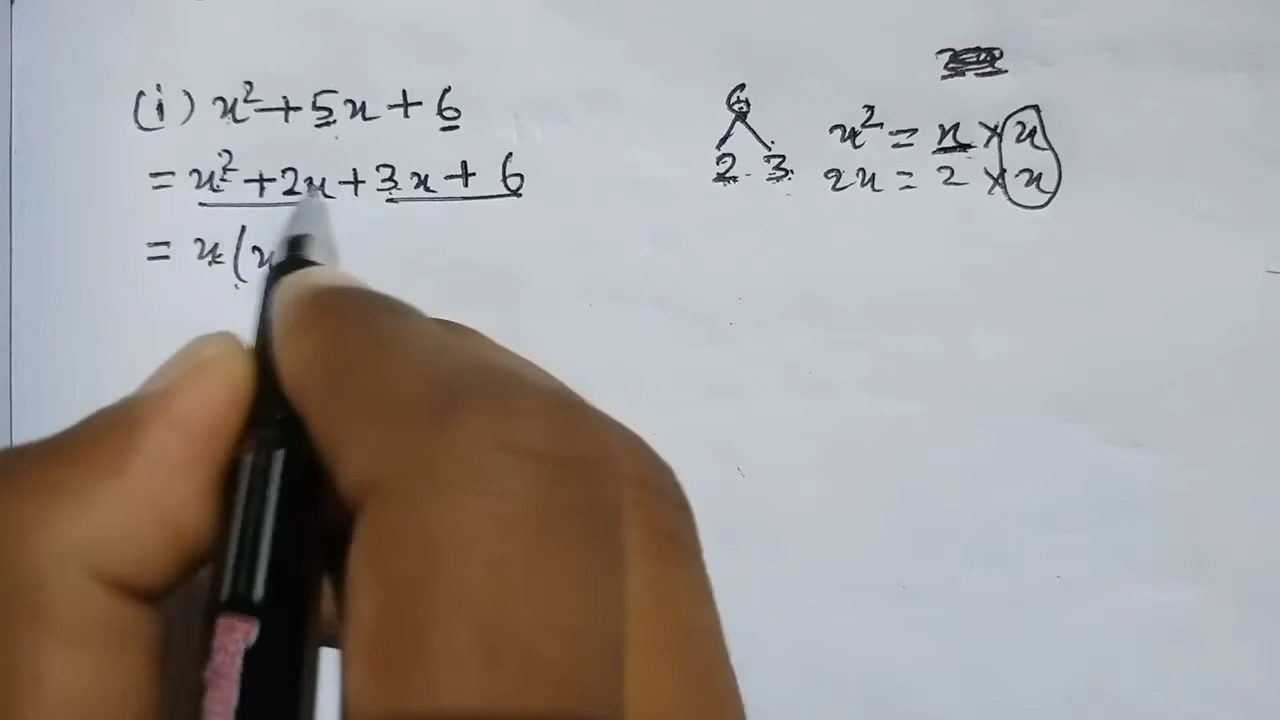 (i) x² + 5x + 6
= x² + 2x + 3x + 6
= x(x
6
2 3
x² = x × x
2x = 2 × x